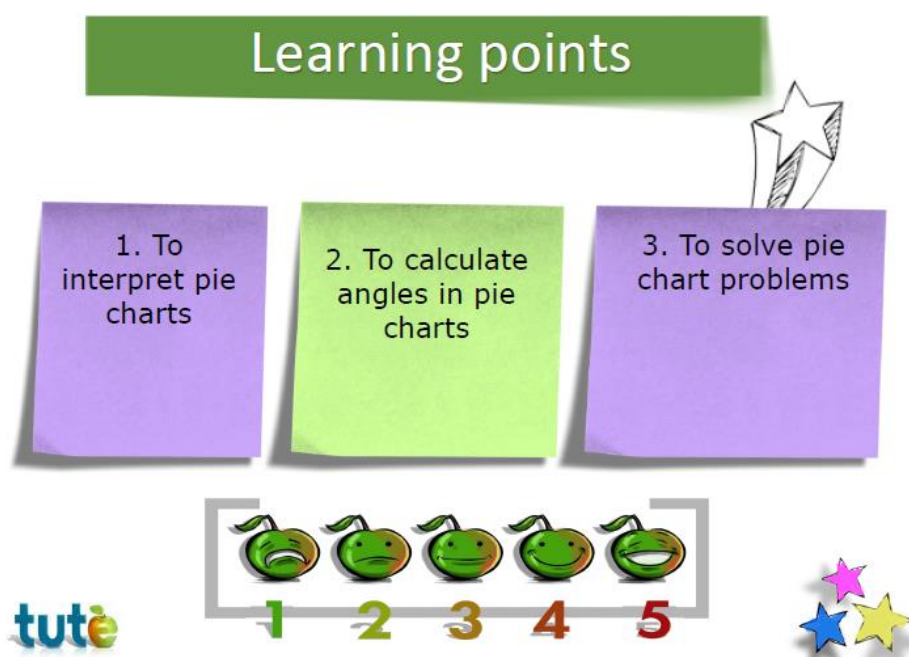 Learning points
1. To
interpret pie
charts
2. To calculate
angles in pie
charts
3. To solve pie
chart problems
1 2 3 4 5
tute